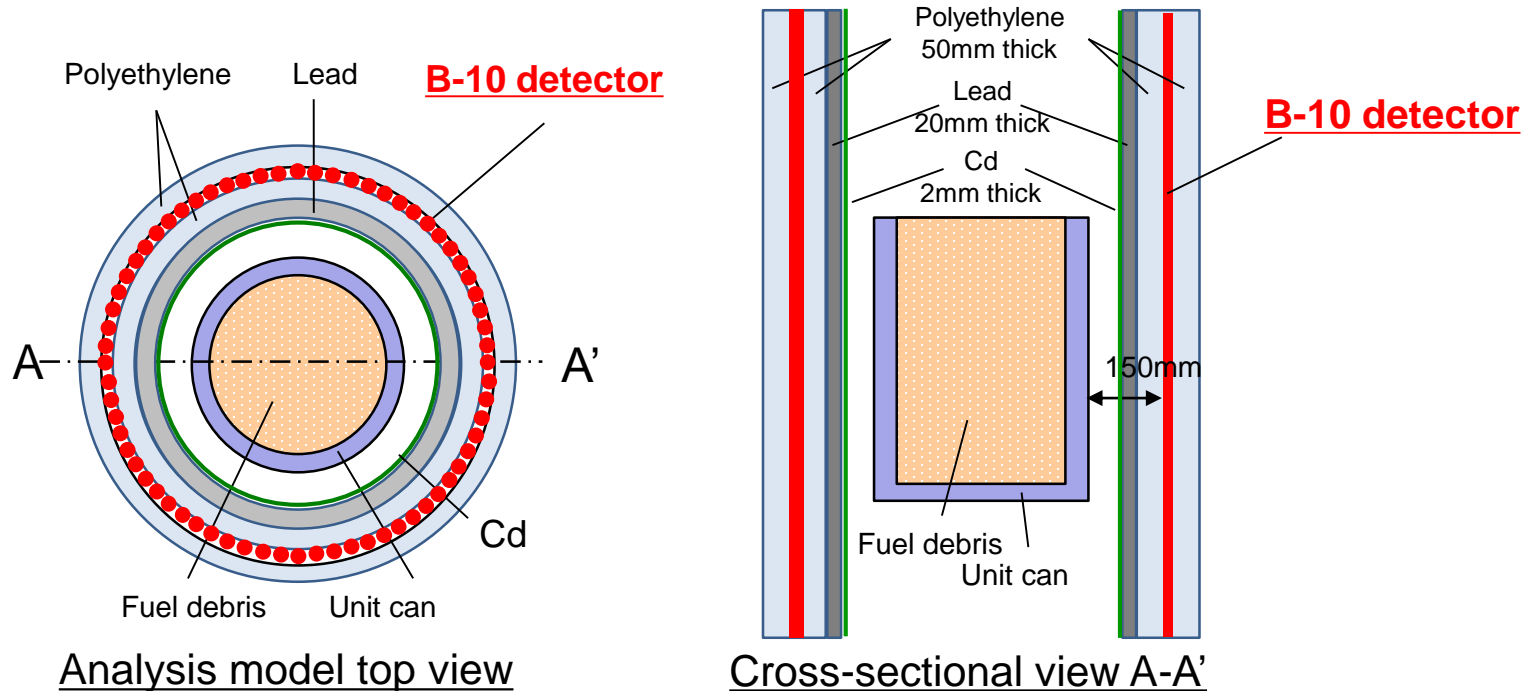 Polyethylene
Lead
B-10 detector
A
A’
Cd
Fuel debris
Unit can
Analysis model top view
Polyethylene
50mm thick
Lead
20mm thick
Cd
2mm thick
B-10 detector
150mm
Fuel debris
Unit can
Cross-sectional view A-A’